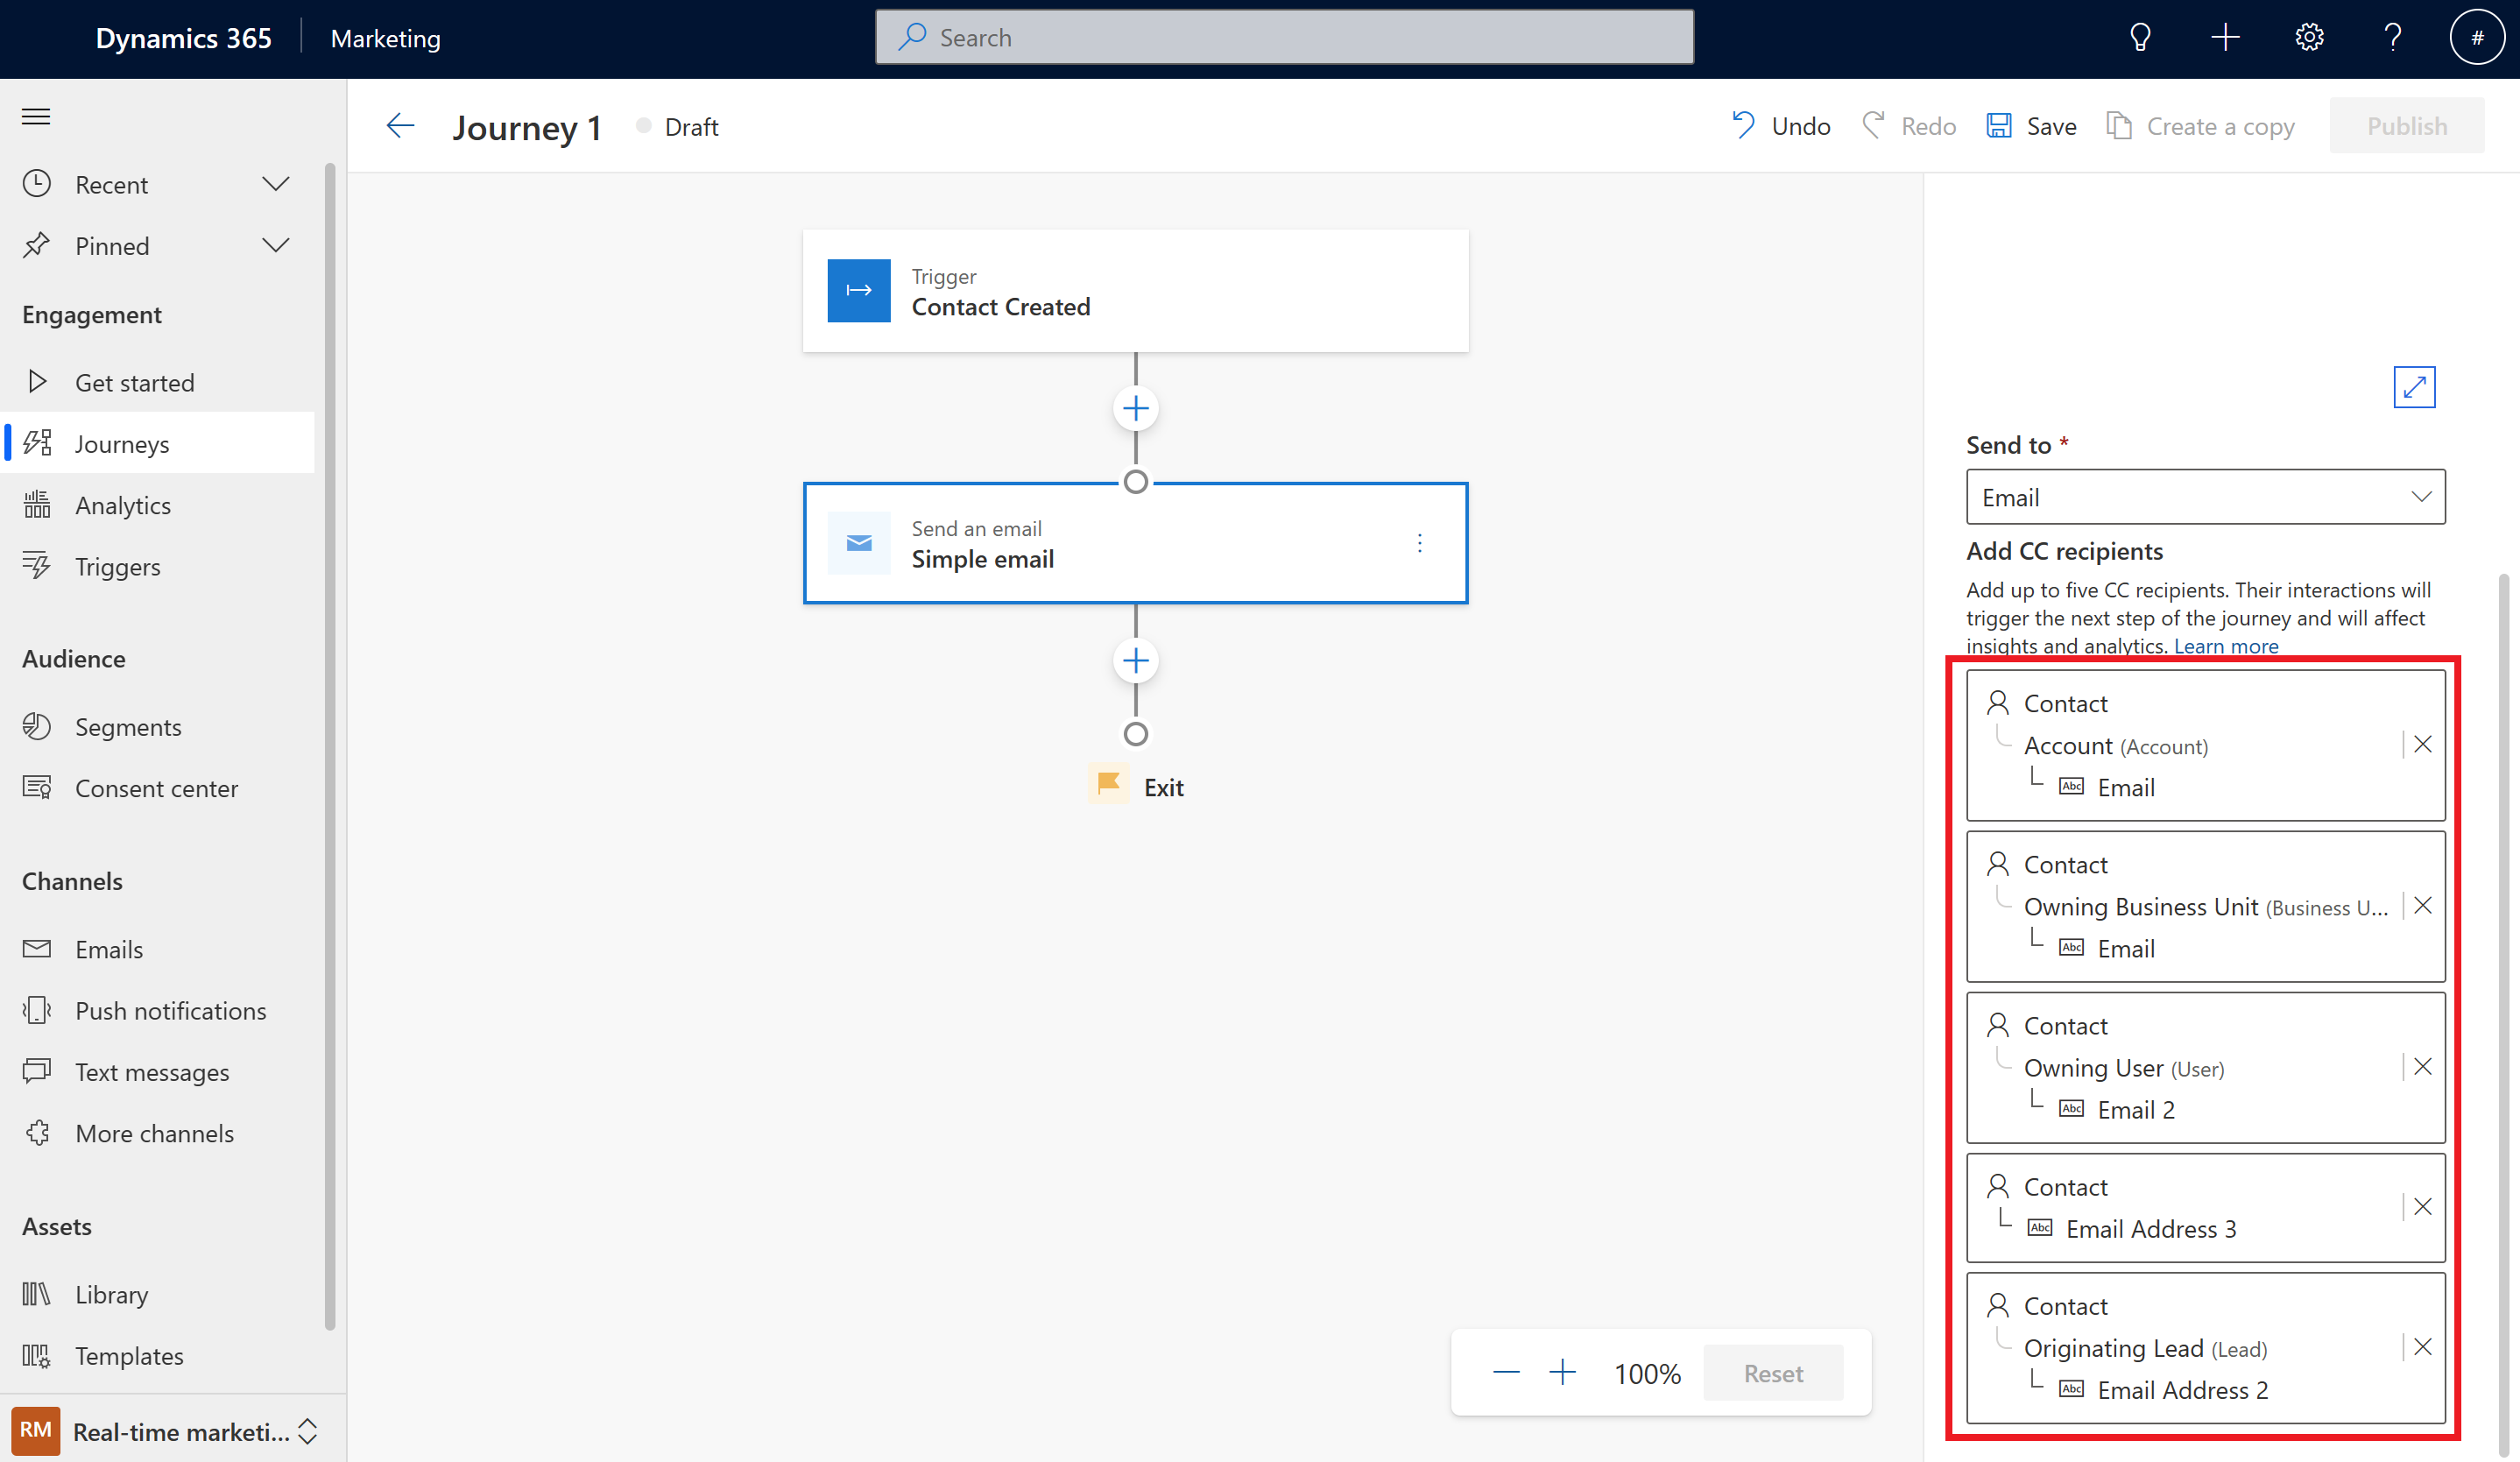 Dynamics 365
Marketing
Search
#
Recent
Pinned
Engagement
Get started
Journeys
Analytics
Triggers
Audience
Segments
Consent center
Channels
Emails
Push notifications
Text messages
More channels
Assets
Library
Templates
RM
Real-time marketi...
Journey 1
Draft
Undo
Redo
Save
Create a copy
Publish
Trigger
Contact Created
Send an email
Simple email
Exit
100%
Reset
Send to *
Email
Add CC recipients
Add up to five CC recipients. Their interactions will
trigger the next step of the journey and will affect
insights and analytics. Learn more
Contact
Account (Account)
Abc Email
Contact
Owning Business Unit (Business U...
Abc Email
Contact
Owning User (User)
Abc Email 2
Contact
Abc Email Address 3
Contact
Originating Lead (Lead)
Abc Email Address 2